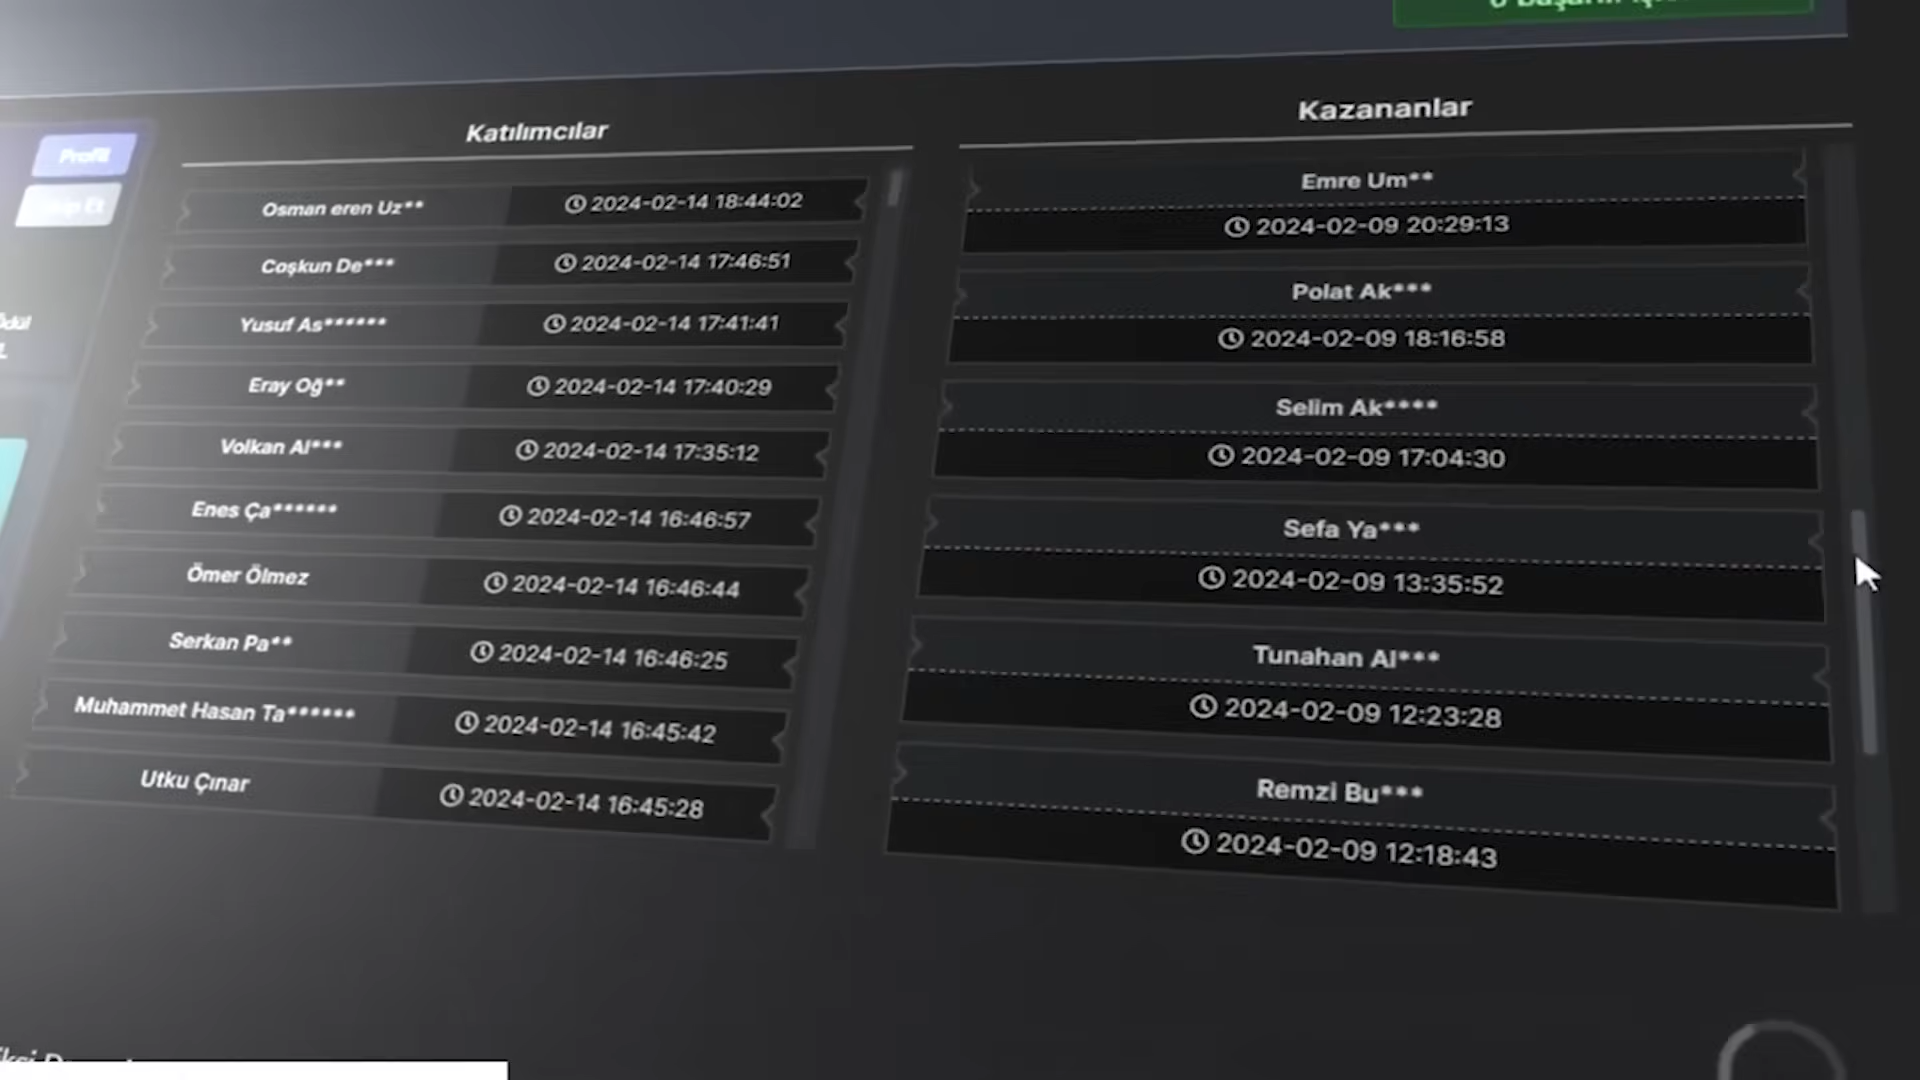 Profil
Katılımcılar
Osman eren Uz** 2024-02-14 18:44:02
Coşkun De*** 2024-02-14 17:46:51
Yusuf As****** 2024-02-14 17:41:41
Eray Oğ** 2024-02-14 17:40:29
Volkan Al*** 2024-02-14 17:35:12
Enes Ça****** 2024-02-14 16:46:57
Ömer Ölmez 2024-02-14 16:46:44
Serkan Pa** 2024-02-14 16:46:25
Muhammet Hasan Ta****** 2024-02-14 16:45:42
Utku Çınar 2024-02-14 16:45:28
Kazananlar
Emre Um**
2024-02-09 20:29:13
Polat Ak***
2024-02-09 18:16:58
Selim Ak****
2024-02-09 17:04:30
Sefa Ya***
2024-02-09 13:35:52
Tunahan Al***
2024-02-09 12:23:28
Remzi Bu***
2024-02-09 12:18:43